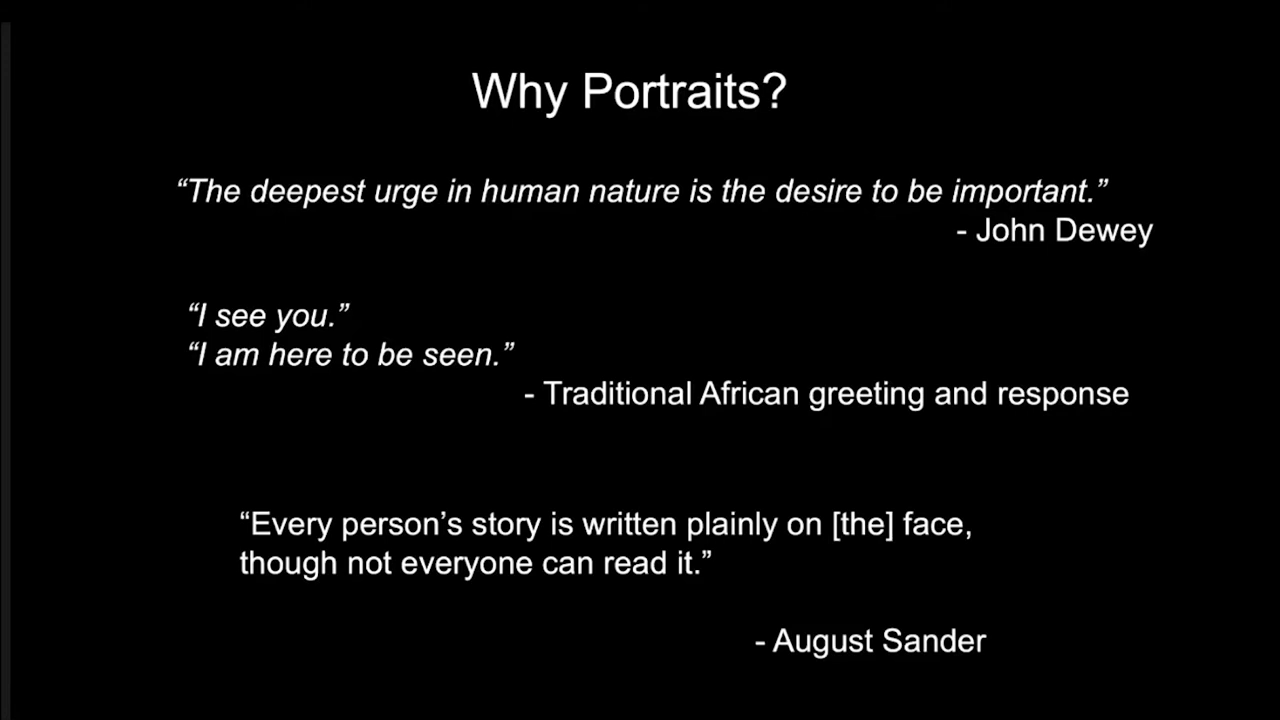 Why Portraits?
“The deepest urge in human nature is the desire to be important.”
- John Dewey
“I see you.”
“I am here to be seen.”
- Traditional African greeting and response
“Every person’s story is written plainly on [the] face,
though not everyone can read it.”
- August Sander